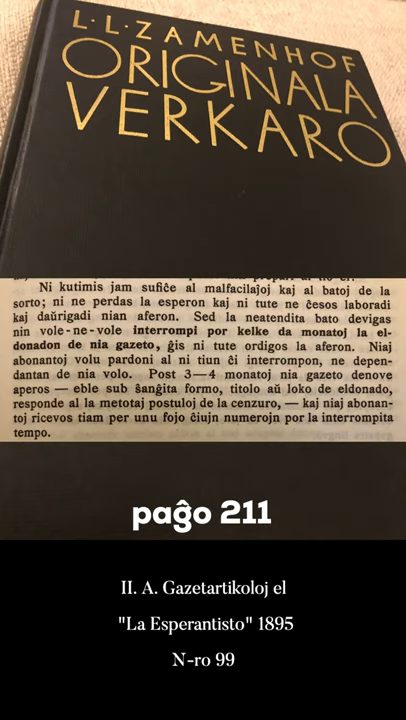 L·L·ZAMENHOF
ORIGINALA
VERKARO
Ni kutimis jam sufiĉe al malfacilaĵoj kaj al batoj de la
sorto; ni ne perdas la esperon kaj ni tute ne ĉesos laboradi
kaj daŭrigadi nian aferon. Sed la neatendita bato devigas
nin vole-ne-vole interrompi por kelke da monatoj la el-
donadon de nia gazeto, ĝis ni tute ordigos la aferon. Niaj
abonantoj volu pardoni al ni tiun ĉi interrompon, ne depen-
dantan de nia volo. Post 3—4 monatoj nia gazeto denove
aperos — eble sub ŝanĝita formo, titolo aŭ loko de eldonado,
responde al la metotaj postuloj de la cenzuro, — kaj niaj abonan-
toj ricevos tiam per unu fojo ĉiujn numerojn por la interrompita
tempo.
paĝo 211
II. A. Gazetartikoloj el
"La Esperantisto" 1895
N-ro 99